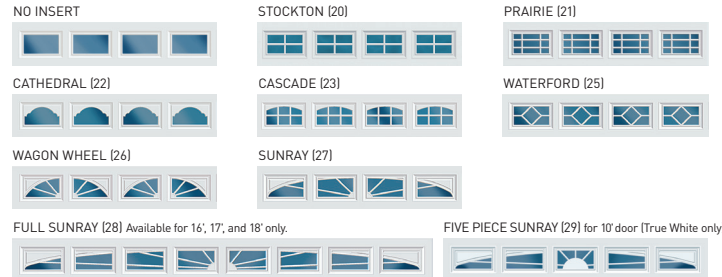 NO INSERT
STOCKTON (20)
PRAIRIE (21)
CATHEDRAL (22)
CASCADE (23)
WATERFORD (25)
WAGON WHEEL (26)
SUNRAY (27)
FULL SUNRAY (28) Available for 16', 17', and 18' only.
FIVE PIECE SUNRAY (29) for 10' door (True White only